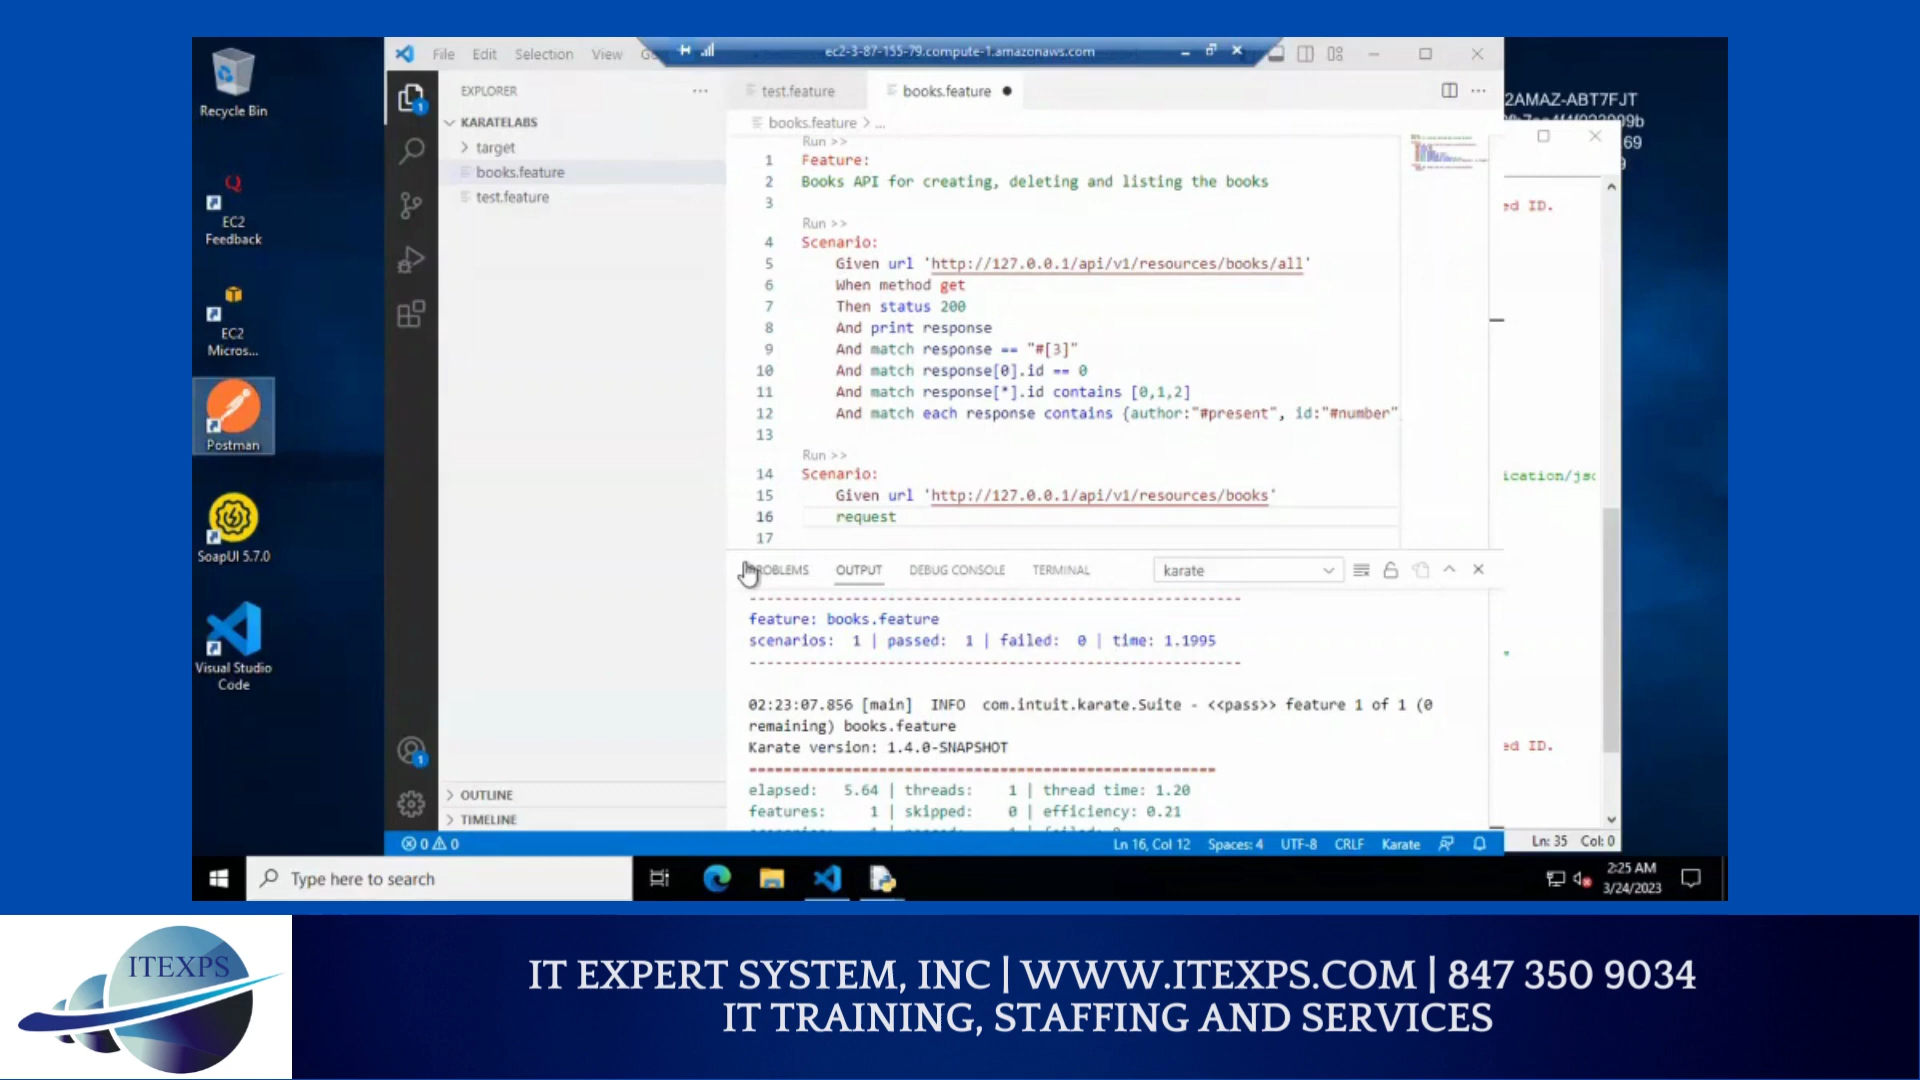 Recycle Bin
EC2
Feedback
EC2
Micros...
Postman
SoapUI 5.7.0
Visual Studio
Code
File Edit Selection View
ec2-3-87-155-79.compute-1.amazonaws.com
EXPLORER
KARATELABS
target
books.feature
test.feature
OUTLINE
TIMELINE
test.feature
books.feature
books.feature > ...
Run >>
1 Feature:
2 Books API for creating, deleting and listing the books
3
Run >>
4 Scenario:
5 Given url 'http://127.0.0.1/api/v1/resources/books/all'
6 When method get
7 Then status 200
8 And print response
9 And match response == "#[3]"
10 And match response[0].id == 0
11 And match response[*].id contains [0,1,2]
12 And match each response contains {author:"#present", id:"#number"
13
Run >>
14 Scenario:
15 Given url 'http://127.0.0.1/api/v1/resources/books'
16 request
17
OUTPUT DEBUG CONSOLE TERMINAL
karate
feature: books.feature
scenarios: 1 | passed: 1 | failed: 0 | time: 1.1995
02:23:07.856 [main] INFO com.intuit.karate.Suite - <<pass>> feature 1 of 1 (0
remaining) books.feature
Karate version: 1.4.0-SNAPSHOT
elapsed: 5.64 | threads: 1 | thread time: 1.20
features: 1 | skipped: 0 | efficiency: 0.21
0 0
Ln 16, Col 12 Spaces: 4 UTF-8 CRLF Karate
2AMAZ-ABT7FJT
ed ID.
ication/jsc
ed ID.
Ln: 35 Col: 0
Type here to search
2:25 AM
3/24/2023
ITEXPS
IT EXPERT SYSTEM, INC | WWW.ITEXPS.COM | 847 350 9034
IT TRAINING, STAFFING AND SERVICES